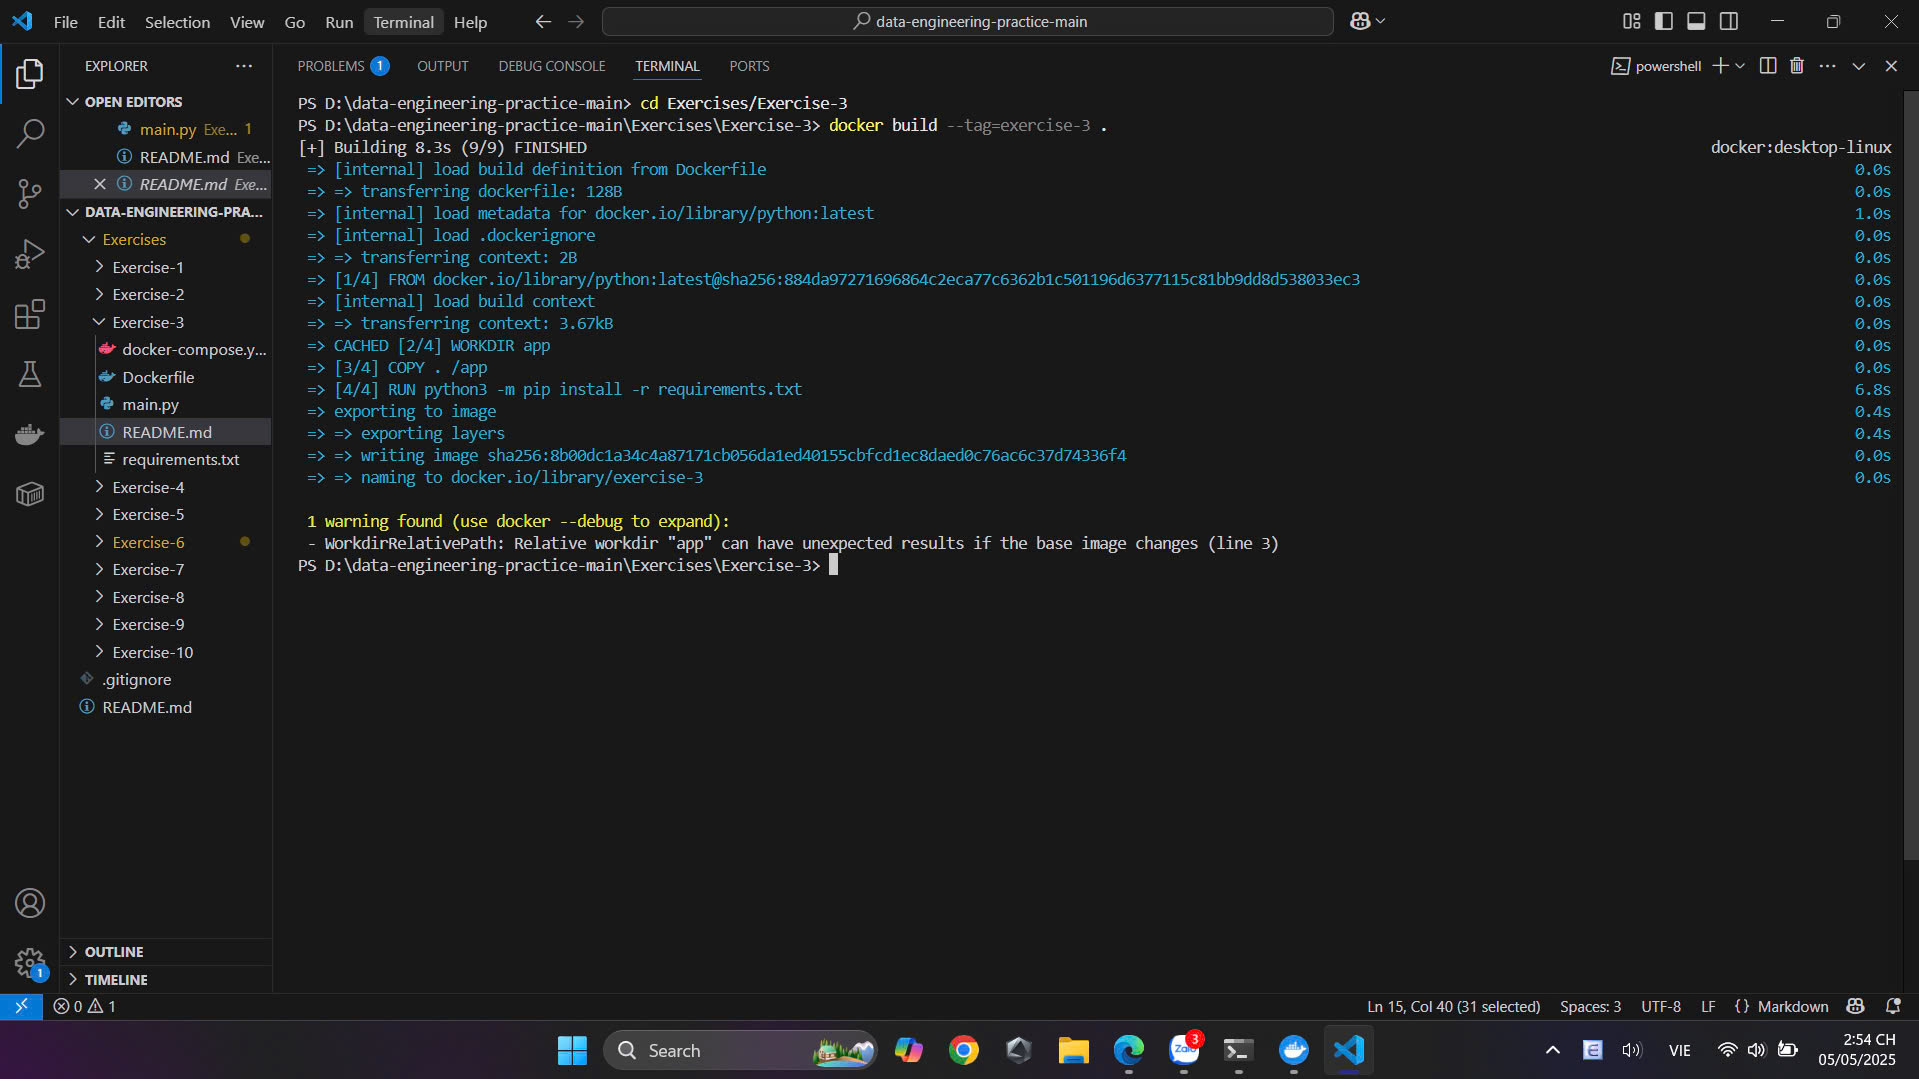 File Edit Selection View Go Run Terminal Help
data-engineering-practice-main
EXPLORER
OPEN EDITORS
main.py Exe... 1
README.md Exe...
README.md Exe...
DATA-ENGINEERING-PRA...
Exercises
Exercise-1
Exercise-2
Exercise-3
docker-compose.y...
Dockerfile
main.py
README.md
requirements.txt
Exercise-4
Exercise-5
Exercise-6
Exercise-7
Exercise-8
Exercise-9
Exercise-10
.gitignore
README.md
OUTLINE
TIMELINE
1
PROBLEMS 1 OUTPUT DEBUG CONSOLE TERMINAL PORTS
powershell
PS D:\data-engineering-practice-main> cd Exercises/Exercise-3
PS D:\data-engineering-practice-main\Exercises\Exercise-3> docker build --tag=exercise-3 .
[+] Building 8.3s (9/9) FINISHED docker:desktop-linux
=> [internal] load build definition from Dockerfile 0.0s
=> => transferring dockerfile: 128B 0.0s
=> [internal] load metadata for docker.io/library/python:latest 1.0s
=> [internal] load .dockerignore 0.0s
=> => transferring context: 2B 0.0s
=> [1/4] FROM docker.io/library/python:latest@sha256:884da97271696864c2eca77c6362b1c501196d6377115c81bb9dd8d538033ec3 0.0s
=> [internal] load build context 0.0s
=> => transferring context: 3.67kB 0.0s
=> CACHED [2/4] WORKDIR app 0.0s
=> [3/4] COPY . /app 0.0s
=> [4/4] RUN python3 -m pip install -r requirements.txt 6.8s
=> exporting to image 0.4s
=> => exporting layers 0.4s
=> => writing image sha256:8b00dc1a34c4a87171cb056da1ed40155cbfcd1ec8daed0c76ac6c37d74336f4 0.0s
=> => naming to docker.io/library/exercise-3 0.0s
1 warning found (use docker --debug to expand):
- WorkdirRelativePath: Relative workdir "app" can have unexpected results if the base image changes (line 3)
PS D:\data-engineering-practice-main\Exercises\Exercise-3>
0 1 Ln 15, Col 40 (31 selected) Spaces: 3 UTF-8 LF {} Markdown
Search Zalo 3 E VIE 2:54 CH
05/05/2025